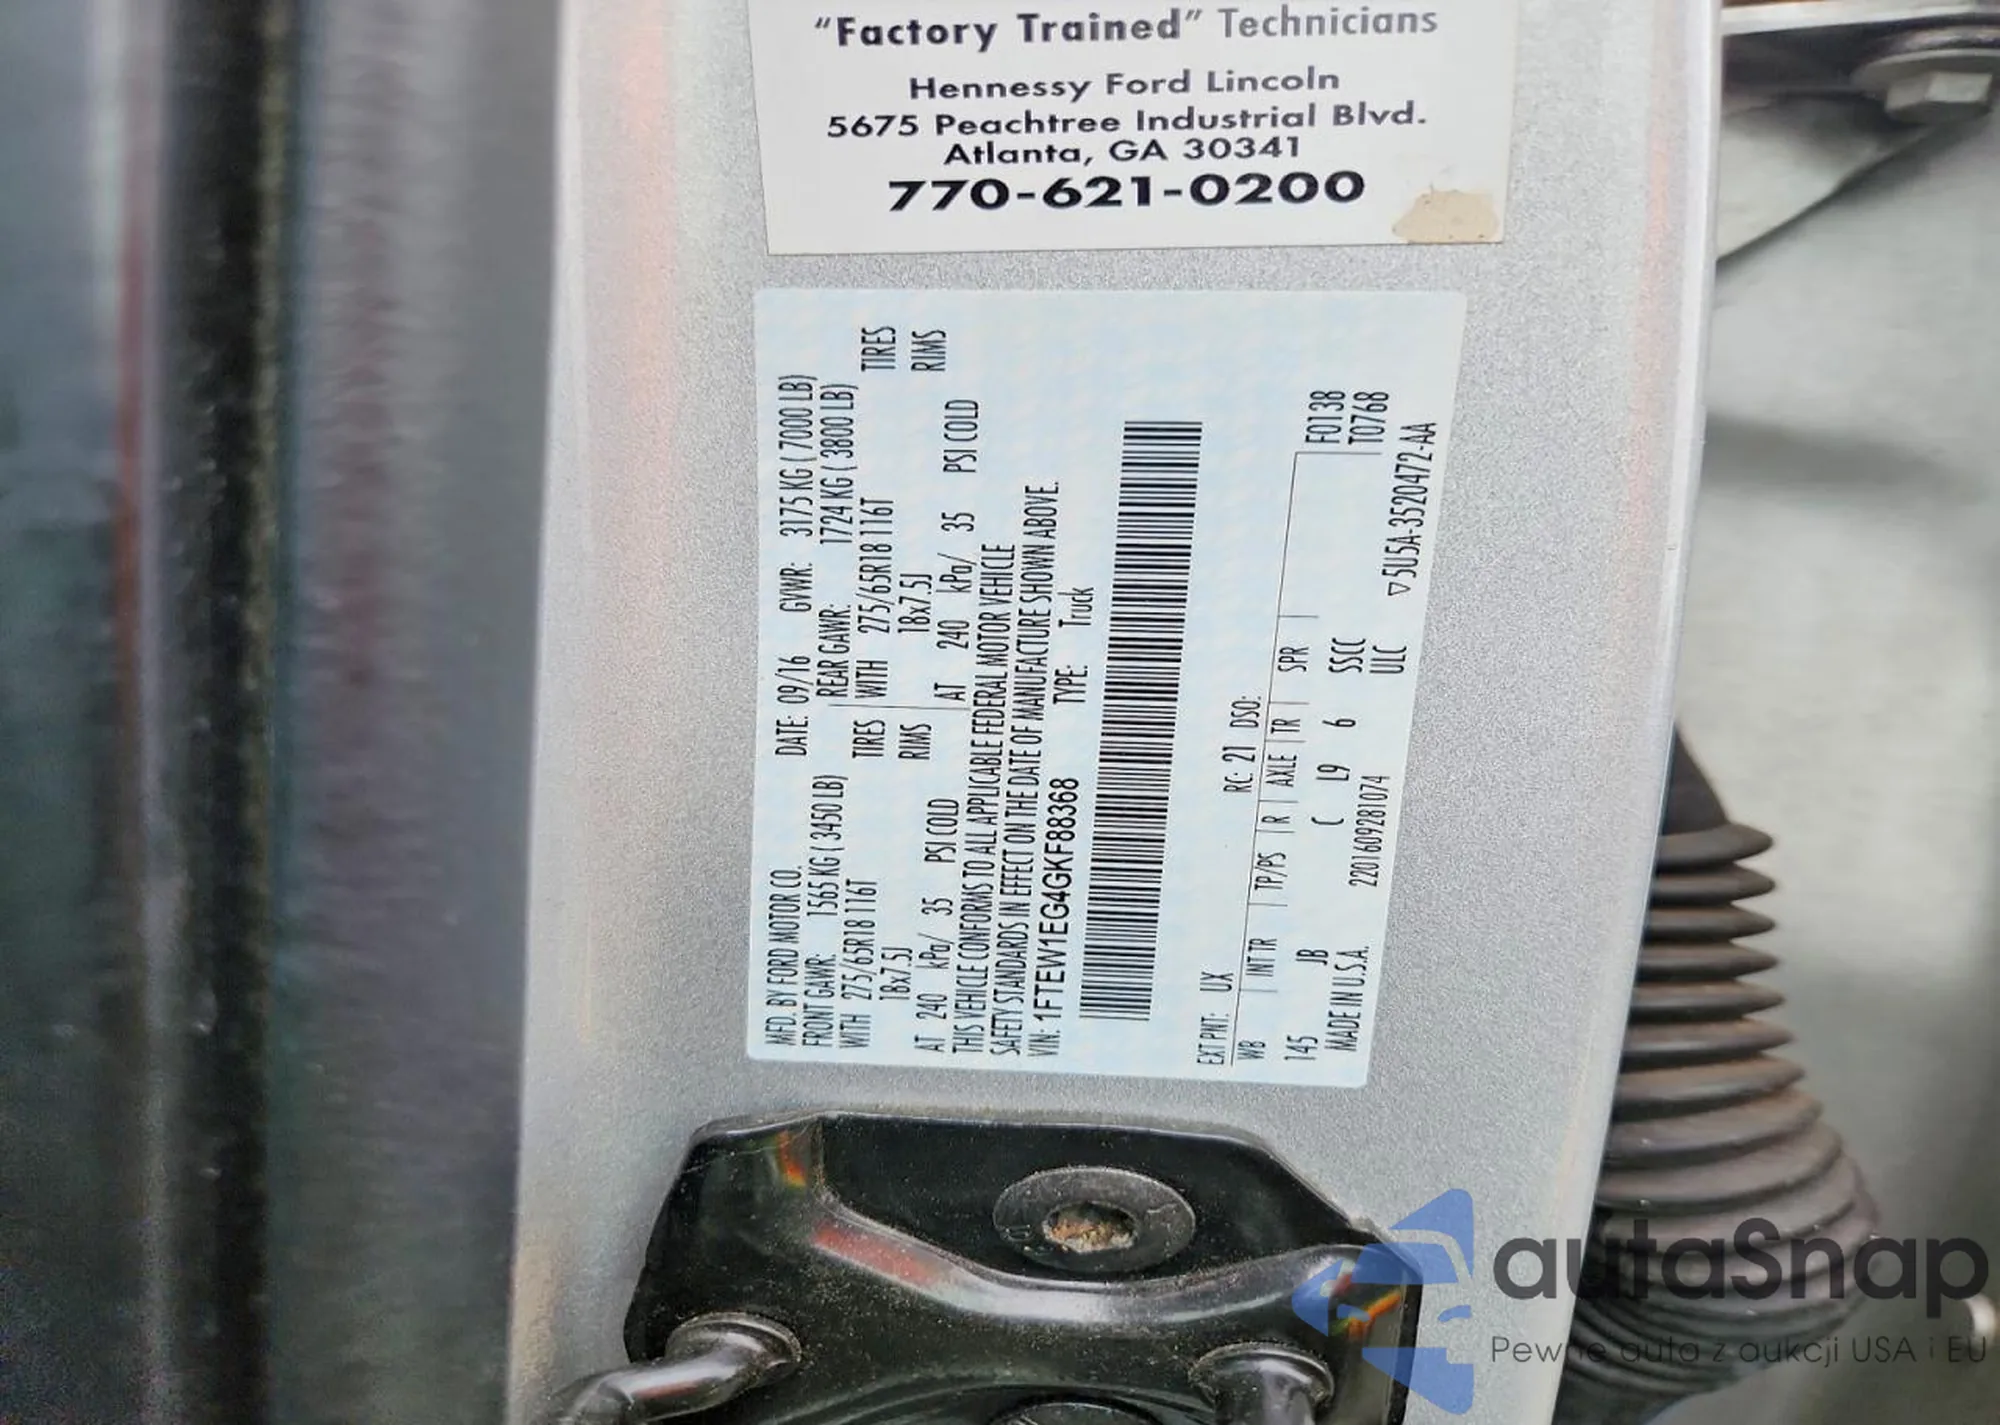 "Factory Trained" Technicians
Hennessy Ford Lincoln
5675 Peachtree Industrial Blvd.
Atlanta, GA 30341
770-621-0200
MFD. BY FORD MOTOR CO. DATE: 09/16 GVWR: 3175 KG ( 7000 LB)
FRONT GAWR: 1565 KG ( 3450 LB) REAR GAWR: 1724 KG ( 3800 LB)
WITH 275/65R18 116T TIRES WITH 275/65R18 116T TIRES
18x7.5J RIMS 18x7.5J RIMS
AT 240 kPa/ 35 PSI COLD AT 240 kPa/ 35 PSI COLD
THIS VEHICLE CONFORMS TO ALL APPLICABLE FEDERAL MOTOR VEHICLE
SAFETY STANDARDS IN EFFECT ON THE DATE OF MANUFACTURE SHOWN ABOVE.
VIN: 1FTEW1EG4GKF88368 TYPE: Truck
EXT PNT: UX RC: 21 DSO:
WB INT TR TP/PS R AXLE TR SPR F0138
145 JB C L9 6 SSCC T0768
MADE IN U.S.A. 2201609281074 ULC ▽5U5A-3520472-AA
autaSnap
Pewne auta z aukcji USA i EU